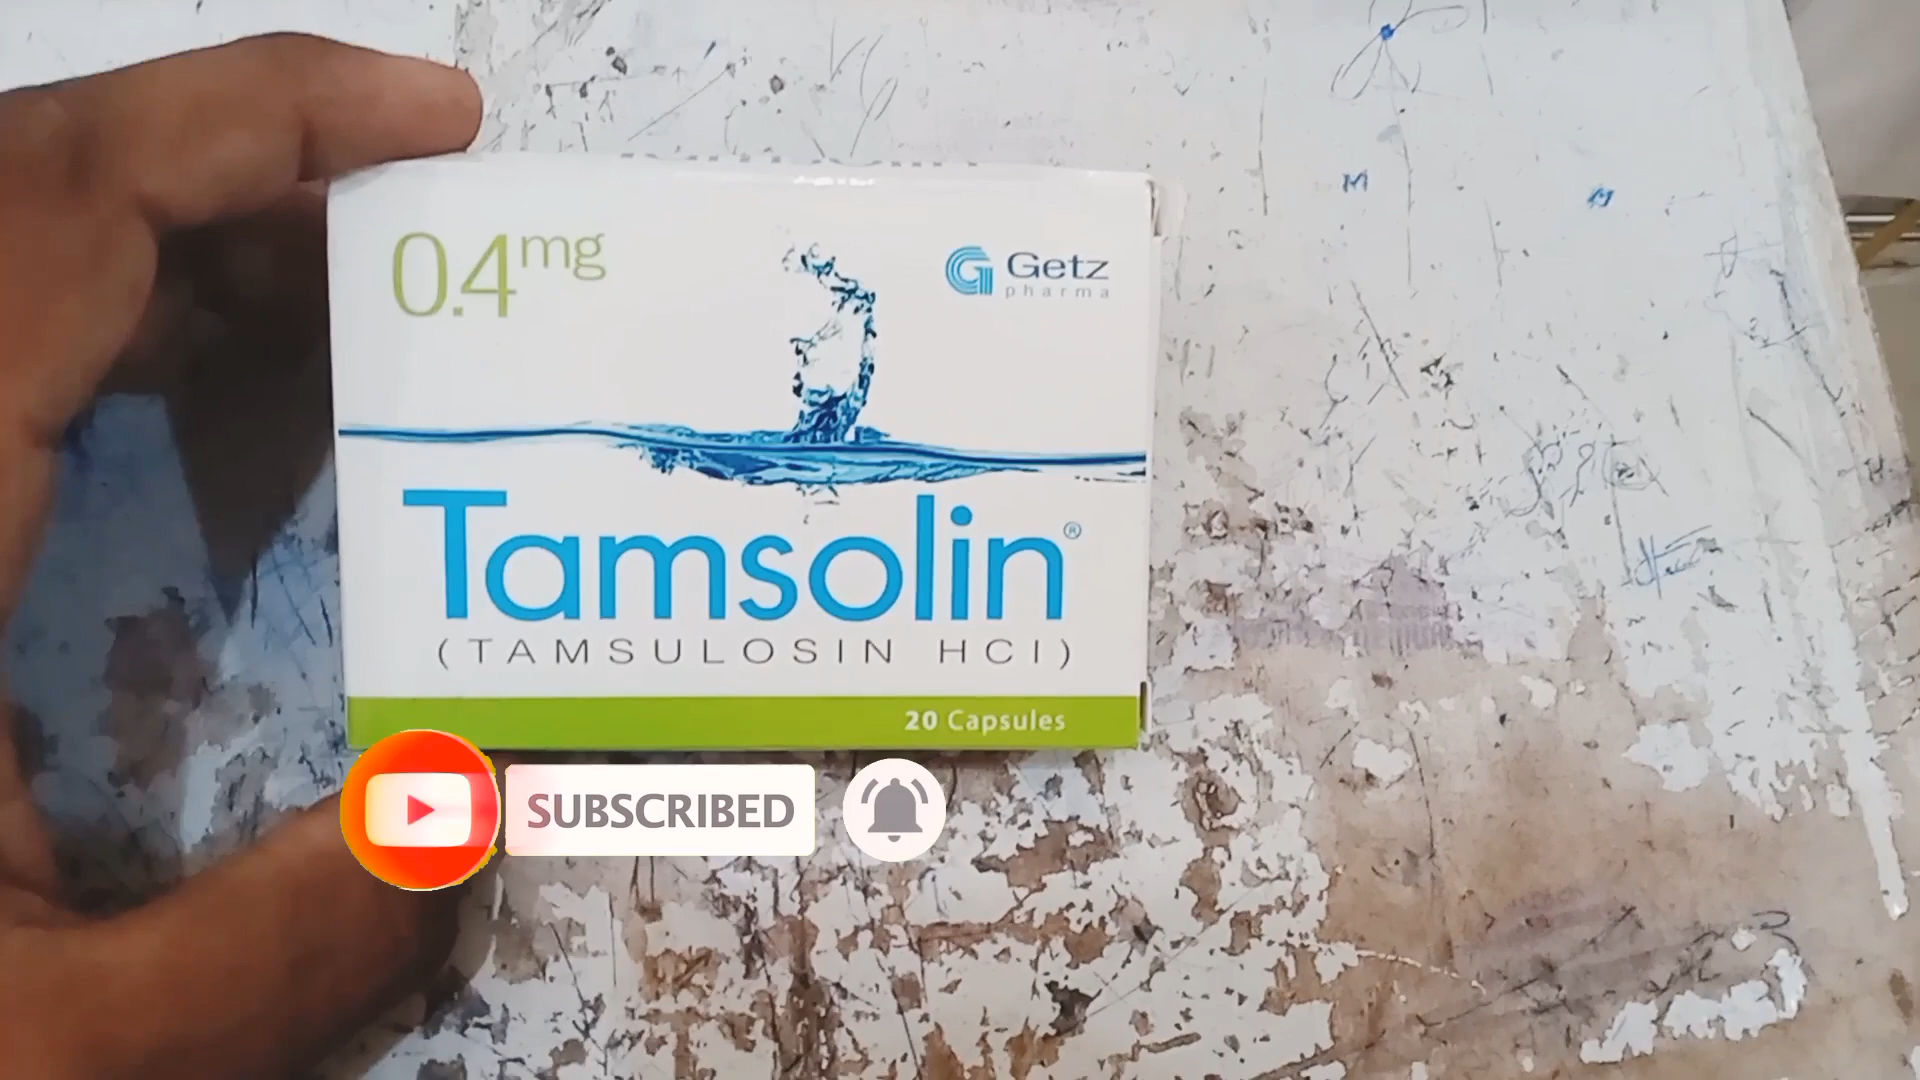 0.4mg
Getz
pharma
Tamsolin®
(TAMSULOSIN HCl)
20 Capsules
SUBSCRIBED
M